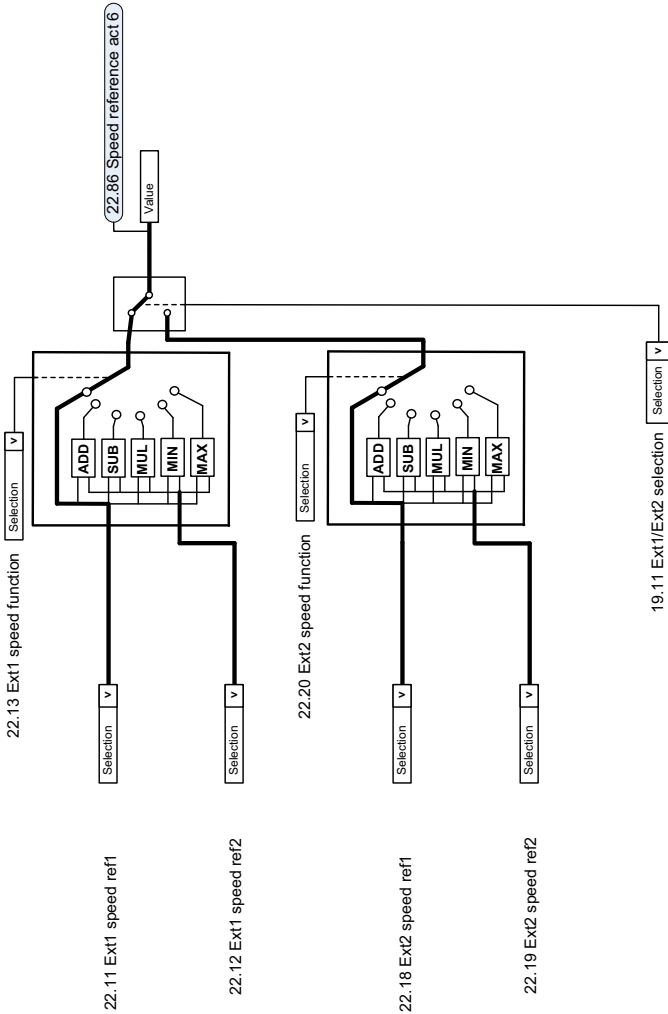 22.13 Ext1 speed function
Selection
v
22.86 Speed reference act 6
Value
22.11 Ext1 speed ref1
Selection
v
22.12 Ext1 speed ref2
Selection
v
ADD
SUB
MUL
MIN
MAX
22.20 Ext2 speed function
Selection
v
22.18 Ext2 speed ref1
Selection
v
22.19 Ext2 speed ref2
Selection
v
ADD
SUB
MUL
MIN
MAX
19.11 Ext1/Ext2 selection
Selection
v